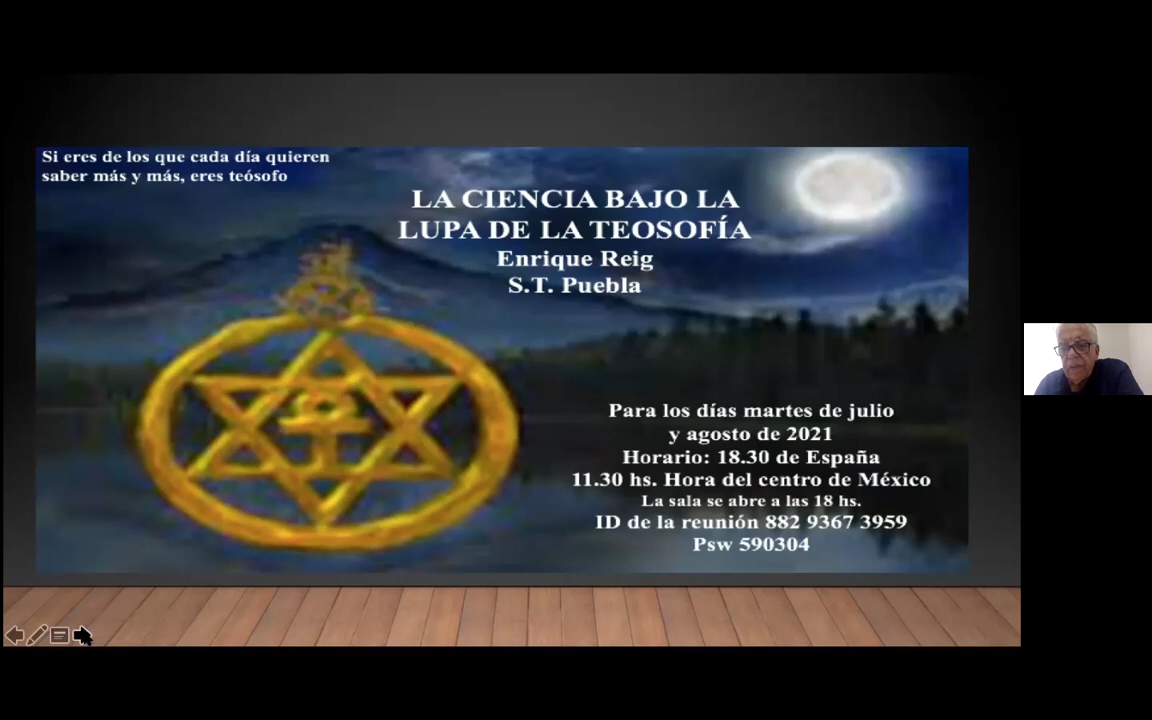 Si eres de los que cada día quieren
saber más y más, eres teósofo
LA CIENCIA BAJO LA
LUPA DE LA TEOSOFÍA
Enrique Reig
S.T. Puebla
Para los días martes de julio
y agosto de 2021
Horario: 18.30 de España
11.30 hs. Hora del centro de México
La sala se abre a las 18 hs.
ID de la reunión 882 9367 3959
Psw 590304